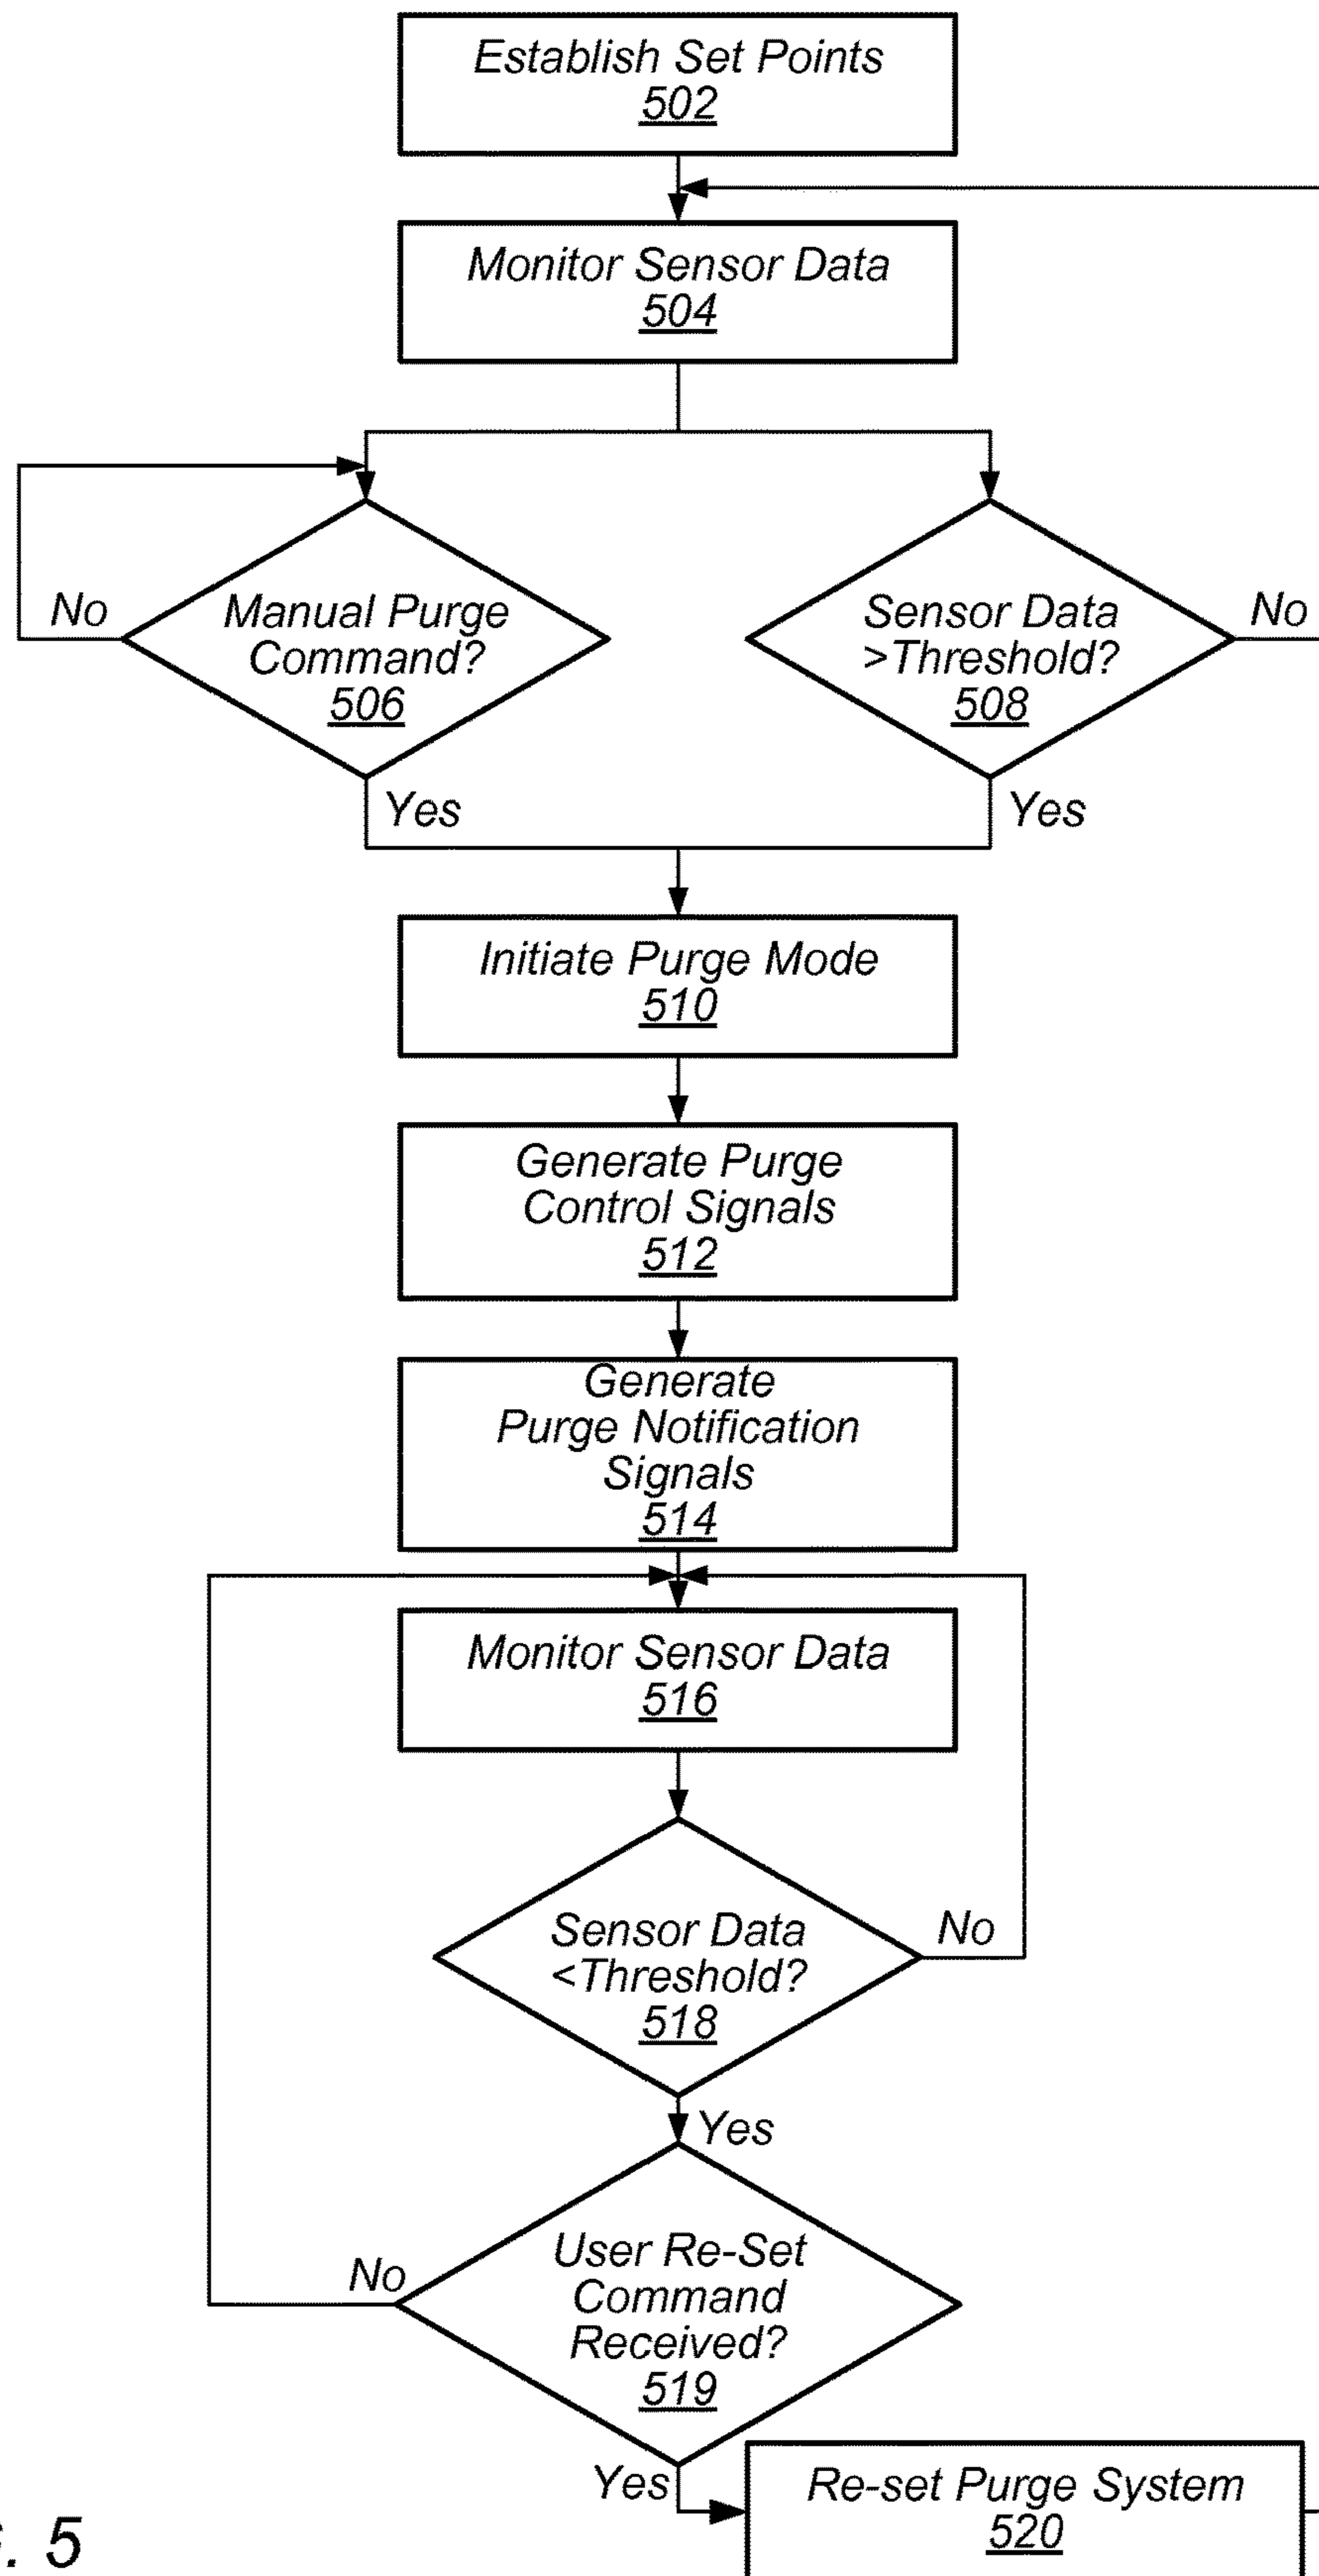 Establish Set Points
502
Monitor Sensor Data
504
No
Manual Purge
Command?
506
Yes
Sensor Data
>Threshold?
508
No
Yes
Initiate Purge Mode
510
Generate Purge
Control Signals
512
Generate
Purge Notification
Signals
514
Monitor Sensor Data
516
Sensor Data
<Threshold?
518
No
Yes
User Re-Set
Command
Received?
519
No
Yes
Re-set Purge System
520
. 5